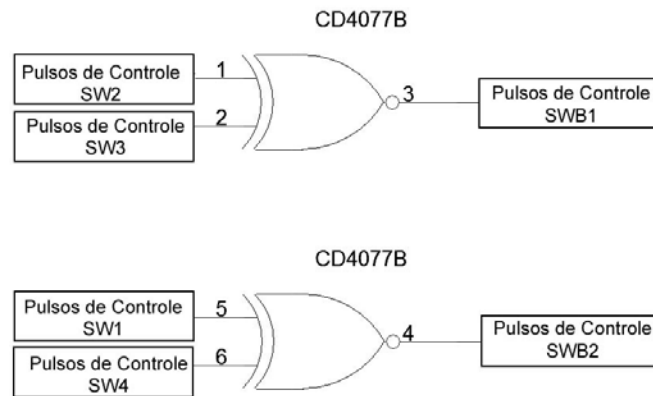 CD4077B
Pulsos de Controle
SW2
1
Pulsos de Controle
SW3
2
3
Pulsos de Controle
SWB1
CD4077B
Pulsos de Controle
SW1
5
Pulsos de Controle
SW4
6
4
Pulsos de Controle
SWB2